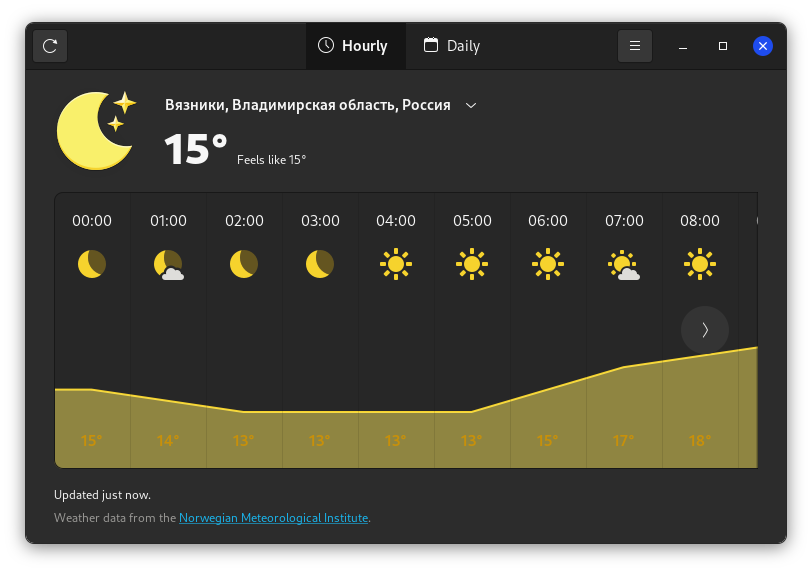 Hourly
Daily
Вязники, Владимирская область, Россия
15°
Feels like 15°
00:00 01:00 02:00 03:00 04:00 05:00 06:00 07:00 08:00
15° 14° 13° 13° 13° 13° 15° 17° 18°
Updated just now.
Weather data from the Norwegian Meteorological Institute.